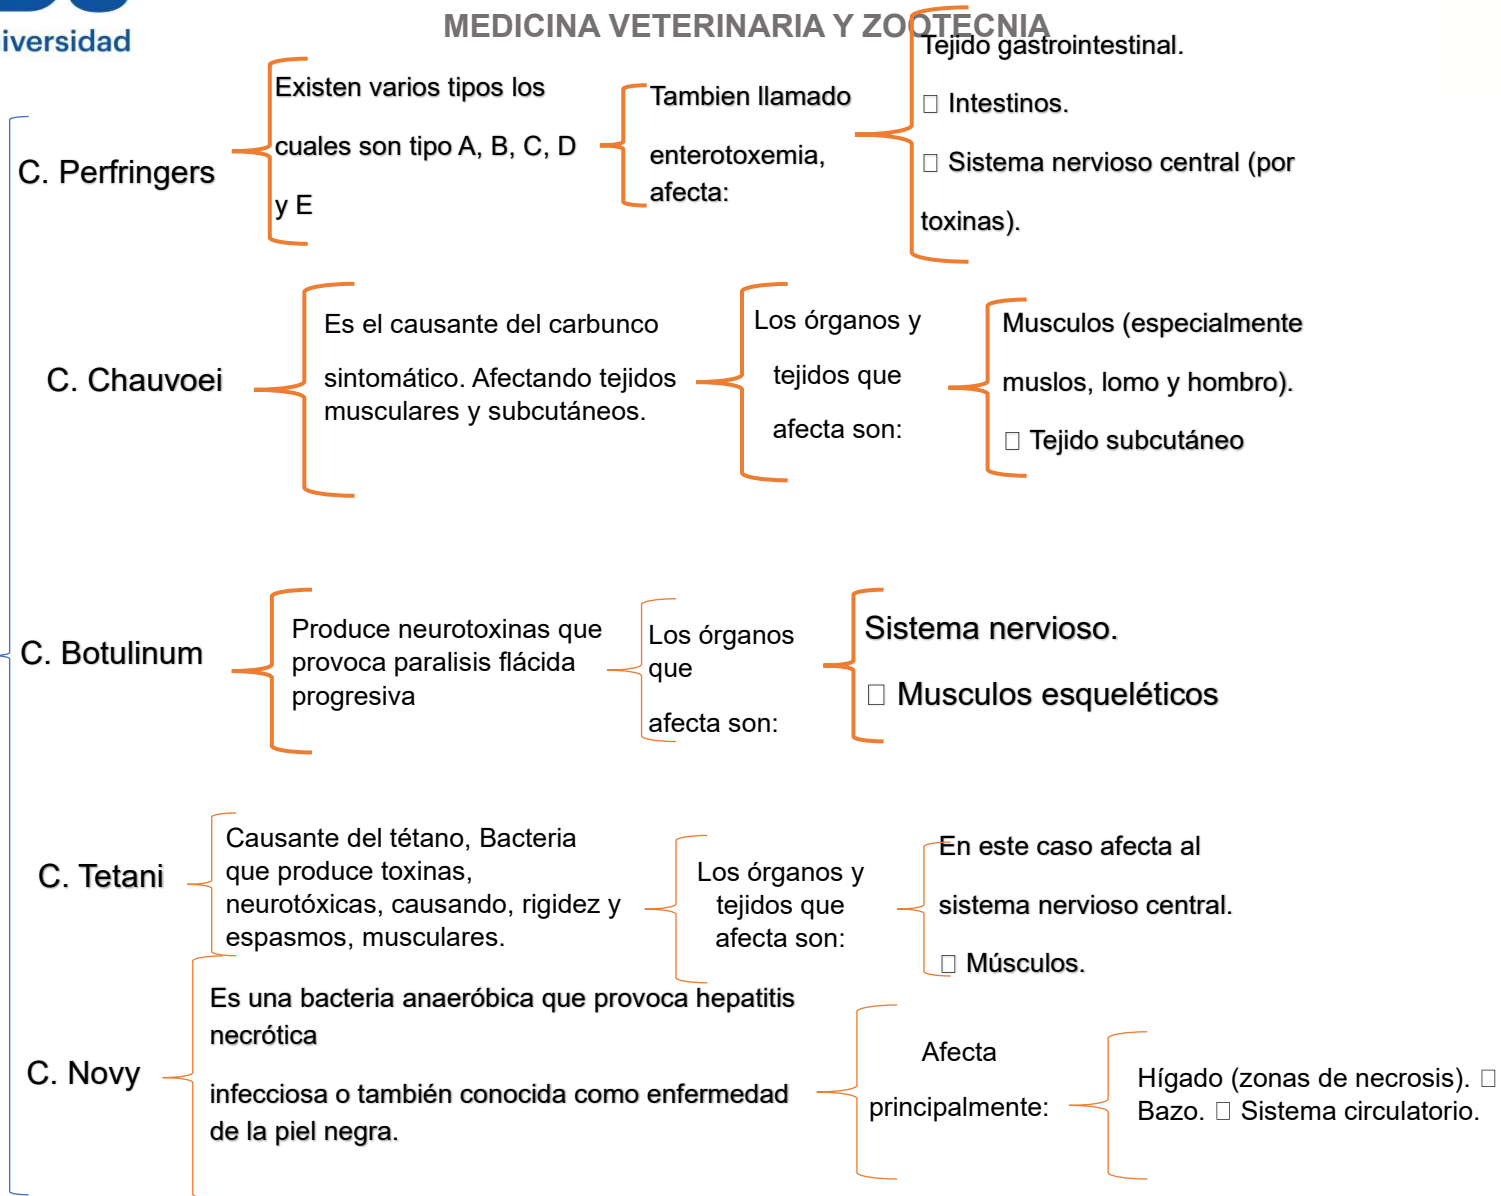 MEDICINA VETERINARIA Y ZOOTECNIA
iversidad
C. Perfringers
Existen varios tipos los
cuales son tipo A, B, C, D
y E
Tambien llamado
enterotoxemia,
afecta:
Tejido gastrointestinal.
 Intestinos.
 Sistema nervioso central (por
toxinas).
C. Chauvoei
Es el causante del carbunco
sintomático. Afectando tejidos
musculares y subcutáneos.
Los órganos y
tejidos que
afecta son:
Musculos (especialmente
muslos, lomo y hombro).
 Tejido subcutáneo
C. Botulinum
Produce neurotoxinas que
provoca paralisis flácida
progresiva
Los órganos
que
afecta son:
Sistema nervioso.
 Musculos esqueléticos
C. Tetani
Causante del tétano, Bacteria
que produce toxinas,
neurotóxicas, causando, rigidez y
espasmos, musculares.
Los órganos y
tejidos que
afecta son:
En este caso afecta al
sistema nervioso central.
 Músculos.
C. Novy
Es una bacteria anaeróbica que provoca hepatitis
necrótica
infecciosa o también conocida como enfermedad
de la piel negra.
Afecta
principalmente:
Hígado (zonas de necrosis). 
Bazo.  Sistema circulatorio.